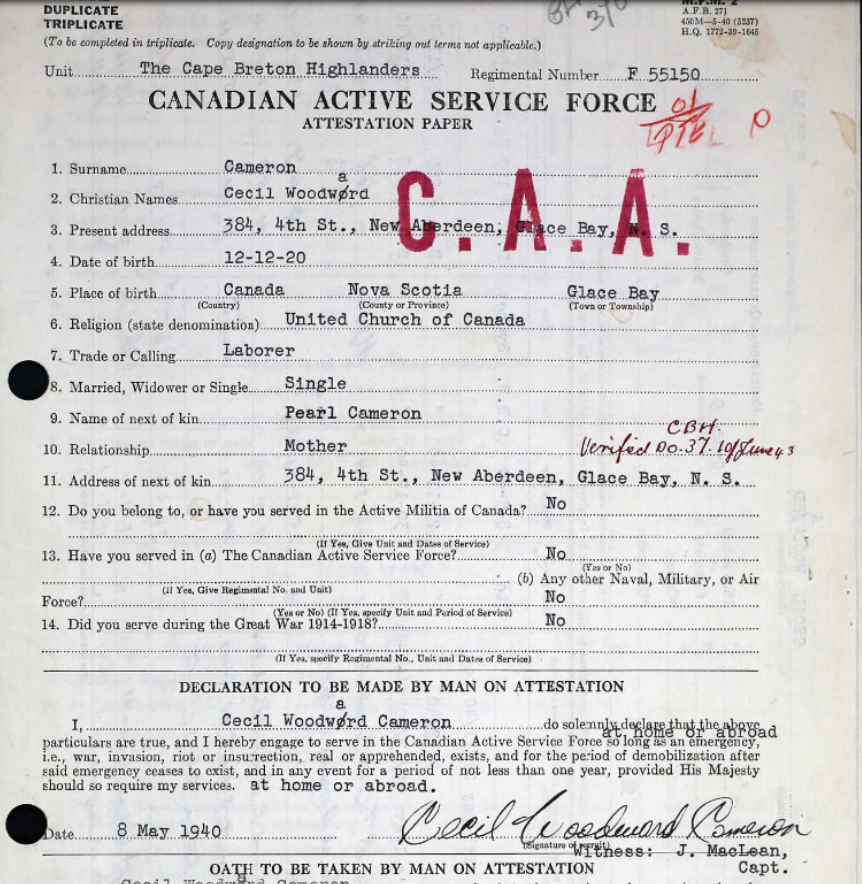 DUPLICATE
TRIPLICATE
A.F.B. 271
450M—5-40 (5237)
H.Q. 1772-39-1645
(To be completed in triplicate. Copy designation to be shown by striking out terms not applicable.)
Unit The Cape Breton Highlanders Regimental Number F 55150
CANADIAN ACTIVE SERVICE FORCE
ATTESTATION PAPER
C.A.A.
1. Surname Cameron
a
2. Christian Names Cecil Woodword
3. Present address 384, 4th St., New Aberdeen, Glace Bay, N. S.
4. Date of birth 12-12-20
5. Place of birth Canada Nova Scotia Glace Bay
(Country) (County or Province) (Town or Township)
6. Religion (state denomination) United Church of Canada
7. Trade or Calling Laborer
8. Married, Widower or Single Single
9. Name of next of kin Pearl Cameron
CBH.
10. Relationship Mother Verified DO. 37. 10/June 43
11. Address of next of kin 384, 4th St., New Aberdeen, Glace Bay, N. S.
12. Do you belong to, or have you served in the Active Militia of Canada? No
(If Yes, Give Unit and Dates of Service)
13. Have you served in (a) The Canadian Active Service Force? No
(Yes or No)
(If Yes, Give Regimental No. and Unit) (b) Any other Naval, Military, or Air
Force? No
(Yes or No) (If Yes, specify Unit and Period of Service)
14. Did you serve during the Great War 1914-1918? No
(If Yes, specify Regimental No., Unit and Dates of Service)
DECLARATION TO BE MADE BY MAN ON ATTESTATION
a
I, Cecil Woodword Cameron do solemnly declare that the above
at home or abroad
particulars are true, and I hereby engage to serve in the Canadian Active Service Force so long as an emergency,
i.e., war, invasion, riot or insurrection, real or apprehended, exists, and for the period of demobilization after
said emergency ceases to exist, and in any event for a period of not less than one year, provided His Majesty
should so require my services. at home or abroad.
Date 8 May 1940 Cecil Woodward Cameron
(Signature of recruit)
Witness: J. MacLean,
Capt.
OATH TO BE TAKEN BY MAN ON ATTESTATION
a
Cecil Woodward Cameron